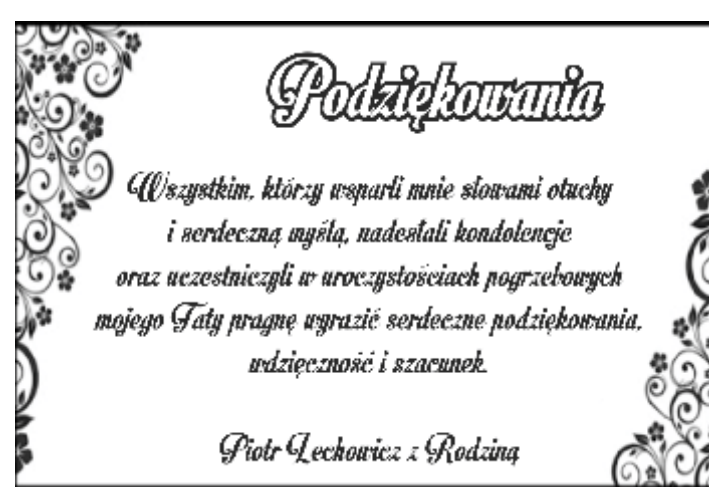 Podziękowania
Wszystkim, którzy wsparli mnie słowami otuchy
i serdeczną myślą, nadesłali kondolencje
oraz uczestniczyli w uroczystościach pogrzebowych
mojego Taty pragnę wyrazić serdeczne podziękowania,
wdzięczność i szacunek.
Piotr Lechowicz z Rodziną